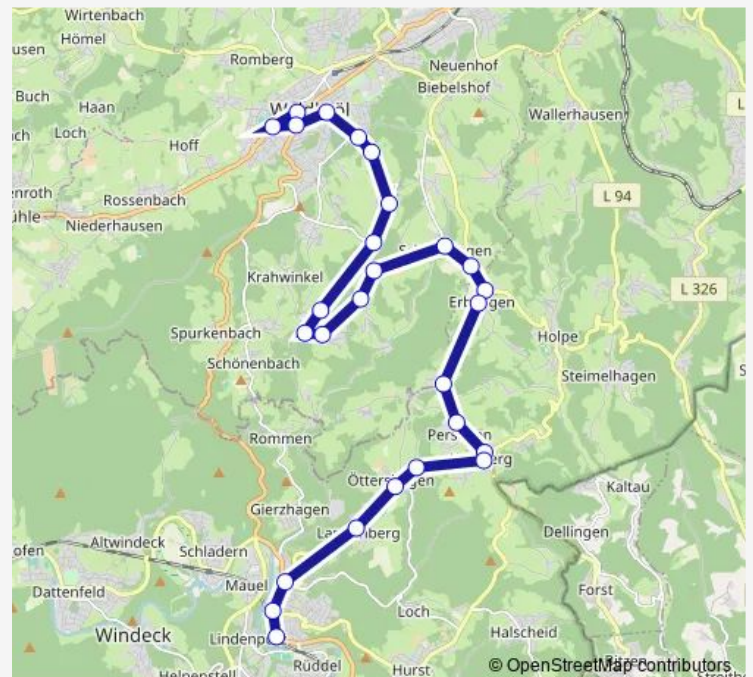 Wirtenbach
usen
Hömel
Romberg
Neuenhof
Biebelshof
Buch
Haan
Wallerhausen
L
ch
Loch
Hoff
enroth
Rossenbach
L 94
ühle
Niederhausen
Krahwinkel
L 326
Spurkenbach
Holpe
Schönenbach
Steimelhagen
Rommen
Kaltau
Gierzhagen
ofen
Altwindeck
Schladern
Dellingen
Dattenfeld
Mauel
Forst
Loch
Windeck
Halscheid
Rüddel
Hurst
© OpenStreetMap contributors